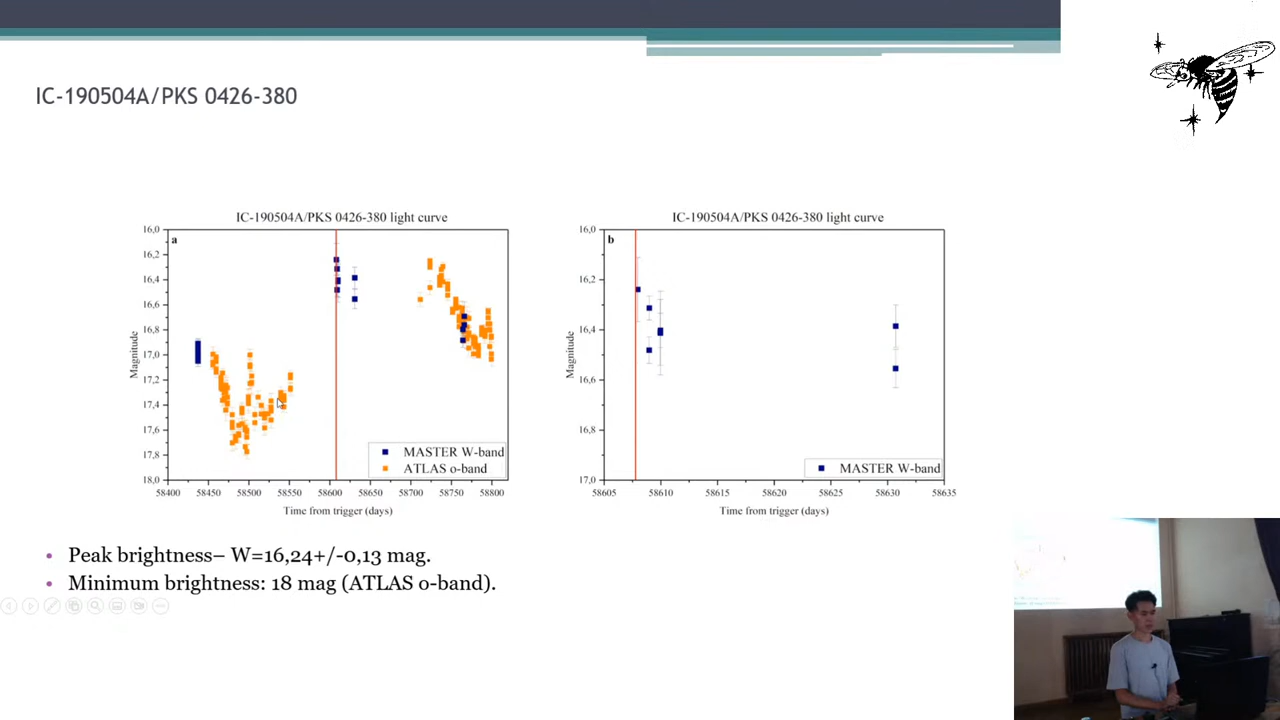 IC-190504A/PKS 0426-380
IC-190504A/PKS 0426-380 light curve
a
16,0
16,2
16,4
16,6
16,8
17,0
17,2
17,4
17,6
17,8
18,0
Magnitude
MASTER W-band
ATLAS o-band
58400
58450
58500
58550
58600
58650
58700
58750
58800
Time from trigger (days)
IC-190504A/PKS 0426-380 light curve
b
16,0
16,2
16,4
16,6
16,8
17,0
Magnitude
MASTER W-band
58605
58610
58615
58620
58625
58630
58635
Time from trigger (days)
• Peak brightness– W=16,24+/-0,13 mag.
• Minimum brightness: 18 mag (ATLAS o-band).